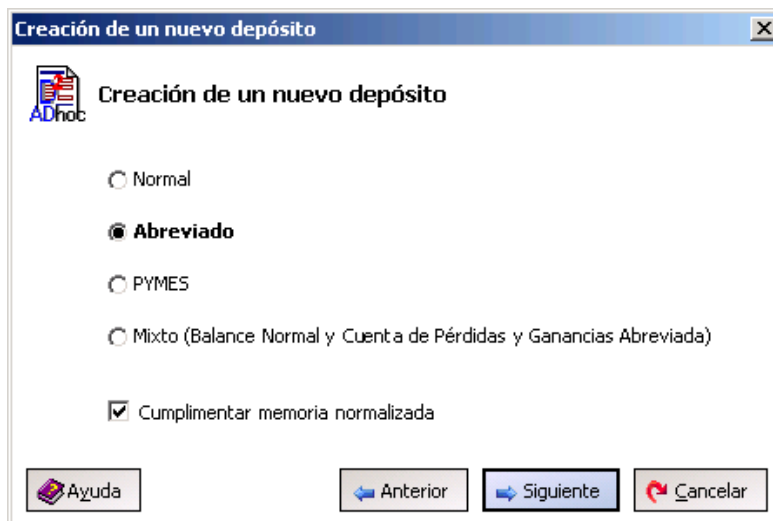 Creación de un nuevo depósito
Creación de un nuevo depósito
ADhoc
Normal
Abreviado
PYMES
Mixto (Balance Normal y Cuenta de Pérdidas y Ganancias Abreviada)
Cumplimentar memoria normalizada
Ayuda
Anterior
Siguiente
Cancelar